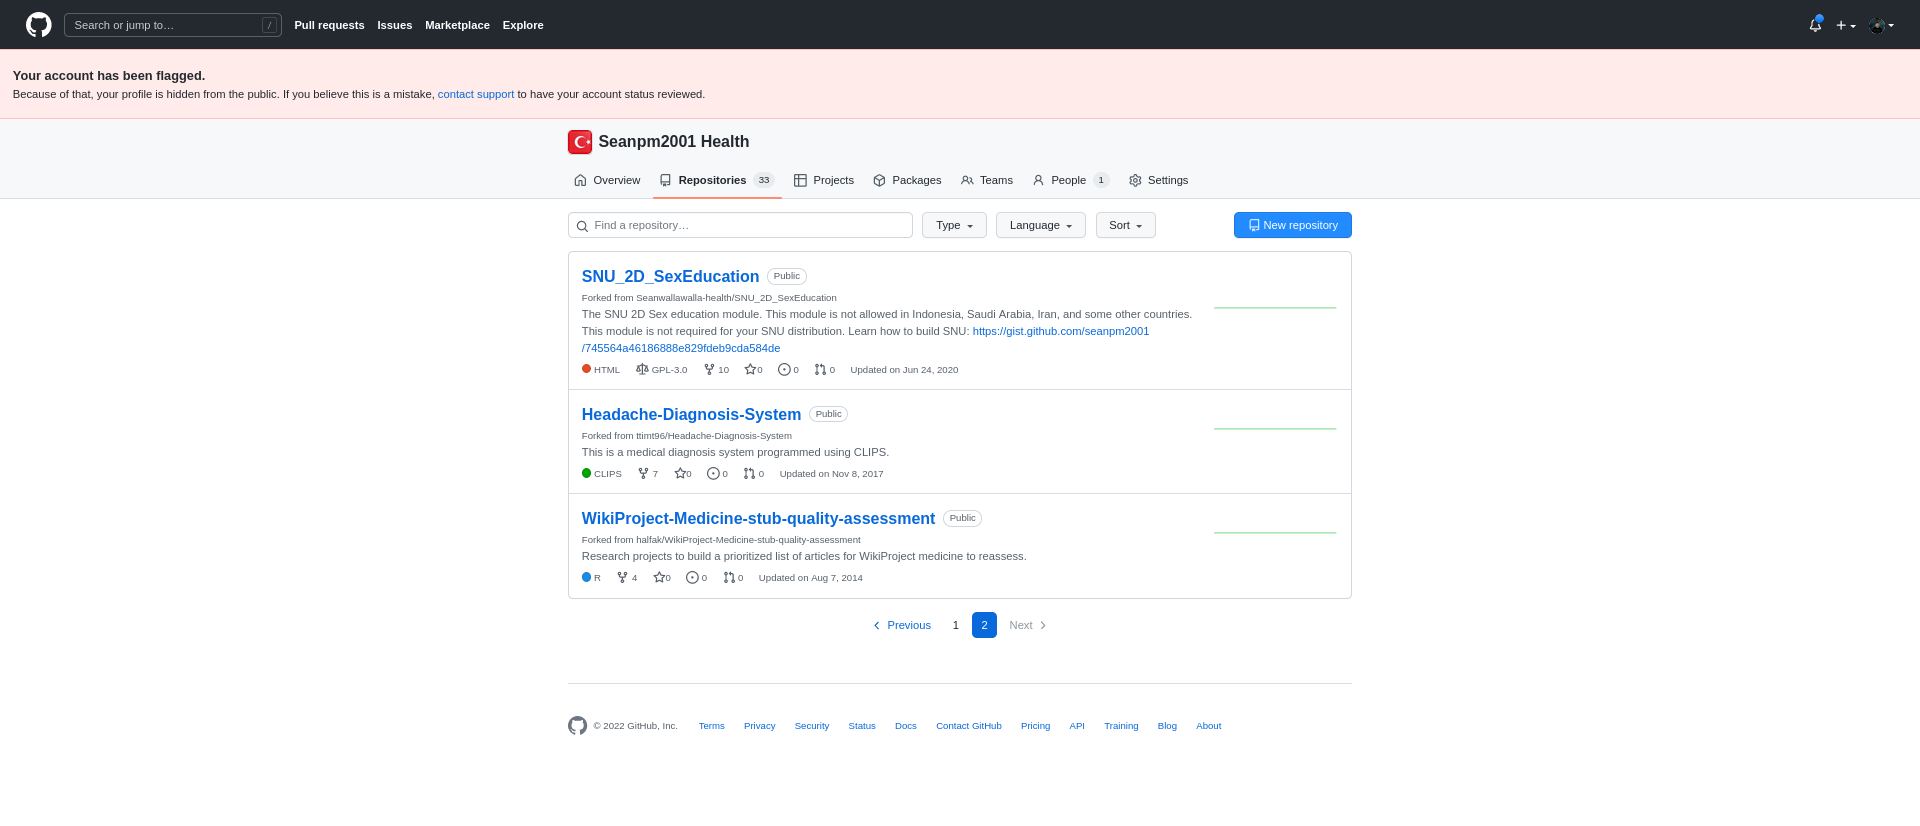 Search or jump to… /
Pull requests Issues Marketplace Explore
Your account has been flagged.
Because of that, your profile is hidden from the public. If you believe this is a mistake, contact support to have your account status reviewed.
Seanpm2001 Health
Overview Repositories 33 Projects Packages Teams People 1 Settings
Find a repository… Type Language Sort New repository
SNU_2D_SexEducation Public
Forked from Seanwallawalla-health/SNU_2D_SexEducation
The SNU 2D Sex education module. This module is not allowed in Indonesia, Saudi Arabia, Iran, and some other countries.
This module is not required for your SNU distribution. Learn how to build SNU: https://gist.github.com/seanpm2001
/745564a46186888e829fdeb9cda584de
HTML GPL-3.0 10 0 0 0 Updated on Jun 24, 2020
Headache-Diagnosis-System Public
Forked from ttimt96/Headache-Diagnosis-System
This is a medical diagnosis system programmed using CLIPS.
CLIPS 7 0 0 0 Updated on Nov 8, 2017
WikiProject-Medicine-stub-quality-assessment Public
Forked from halfak/WikiProject-Medicine-stub-quality-assessment
Research projects to build a prioritized list of articles for WikiProject medicine to reassess.
R 4 0 0 0 Updated on Aug 7, 2014
Previous 1 2 Next
© 2022 GitHub, Inc. Terms Privacy Security Status Docs Contact GitHub Pricing API Training Blog About